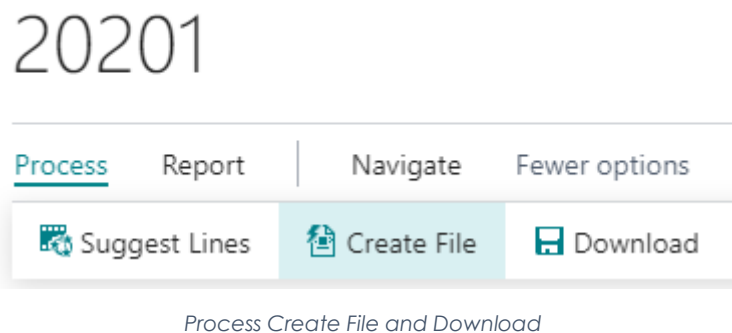 20201
Process Report Navigate Fewer options
Suggest Lines Create File Download
Process Create File and Download